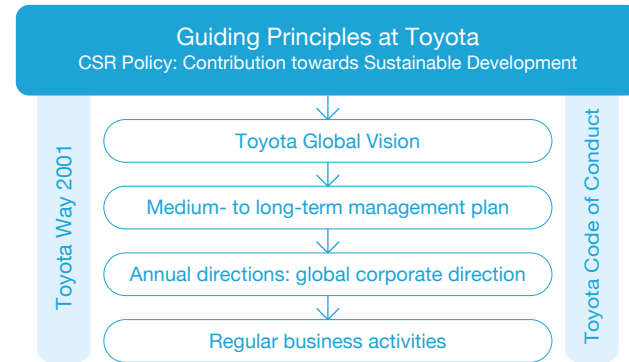 Guiding Principles at Toyota
CSR Policy: Contribution towards Sustainable Development
Toyota Way 2001
Toyota Global Vision
Medium- to long-term management plan
Annual directions: global corporate direction
Regular business activities
Toyota Code of Conduct